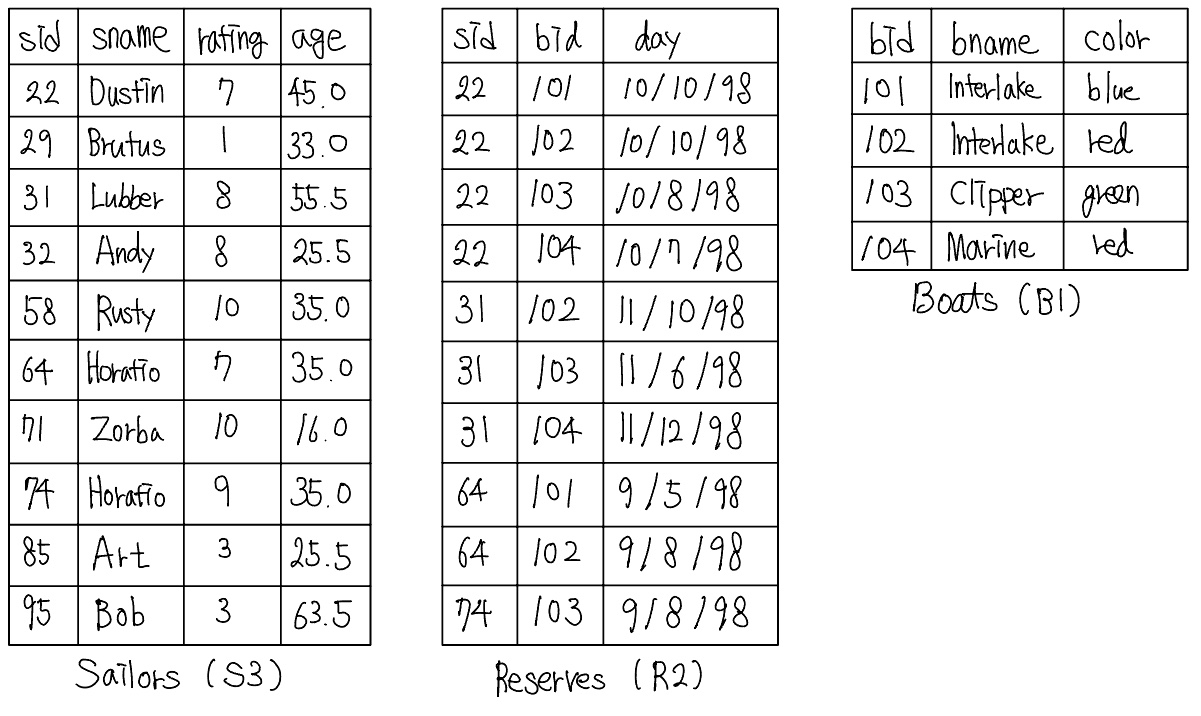 sid sname rating age
22 Dustin 7 45.0
29 Brutus 1 33.0
31 Lubber 8 55.5
32 Andy 8 25.5
58 Rusty 10 35.0
64 Horatio 7 35.0
71 Zorba 10 16.0
74 Horatio 9 35.0
85 Art 3 25.5
95 Bob 3 63.5
Sailors (S3)
sid bid day
22 101 10/10/98
22 102 10/10/98
22 103 10/8/98
22 104 10/7/98
31 102 11/10/98
31 103 11/6/98
31 104 11/12/98
64 101 9/5/98
64 102 9/8/98
74 103 9/8/98
Reserves (R2)
bid bname color
101 Interlake blue
102 Interlake red
103 Clipper green
104 Marine red
Boats (B1)